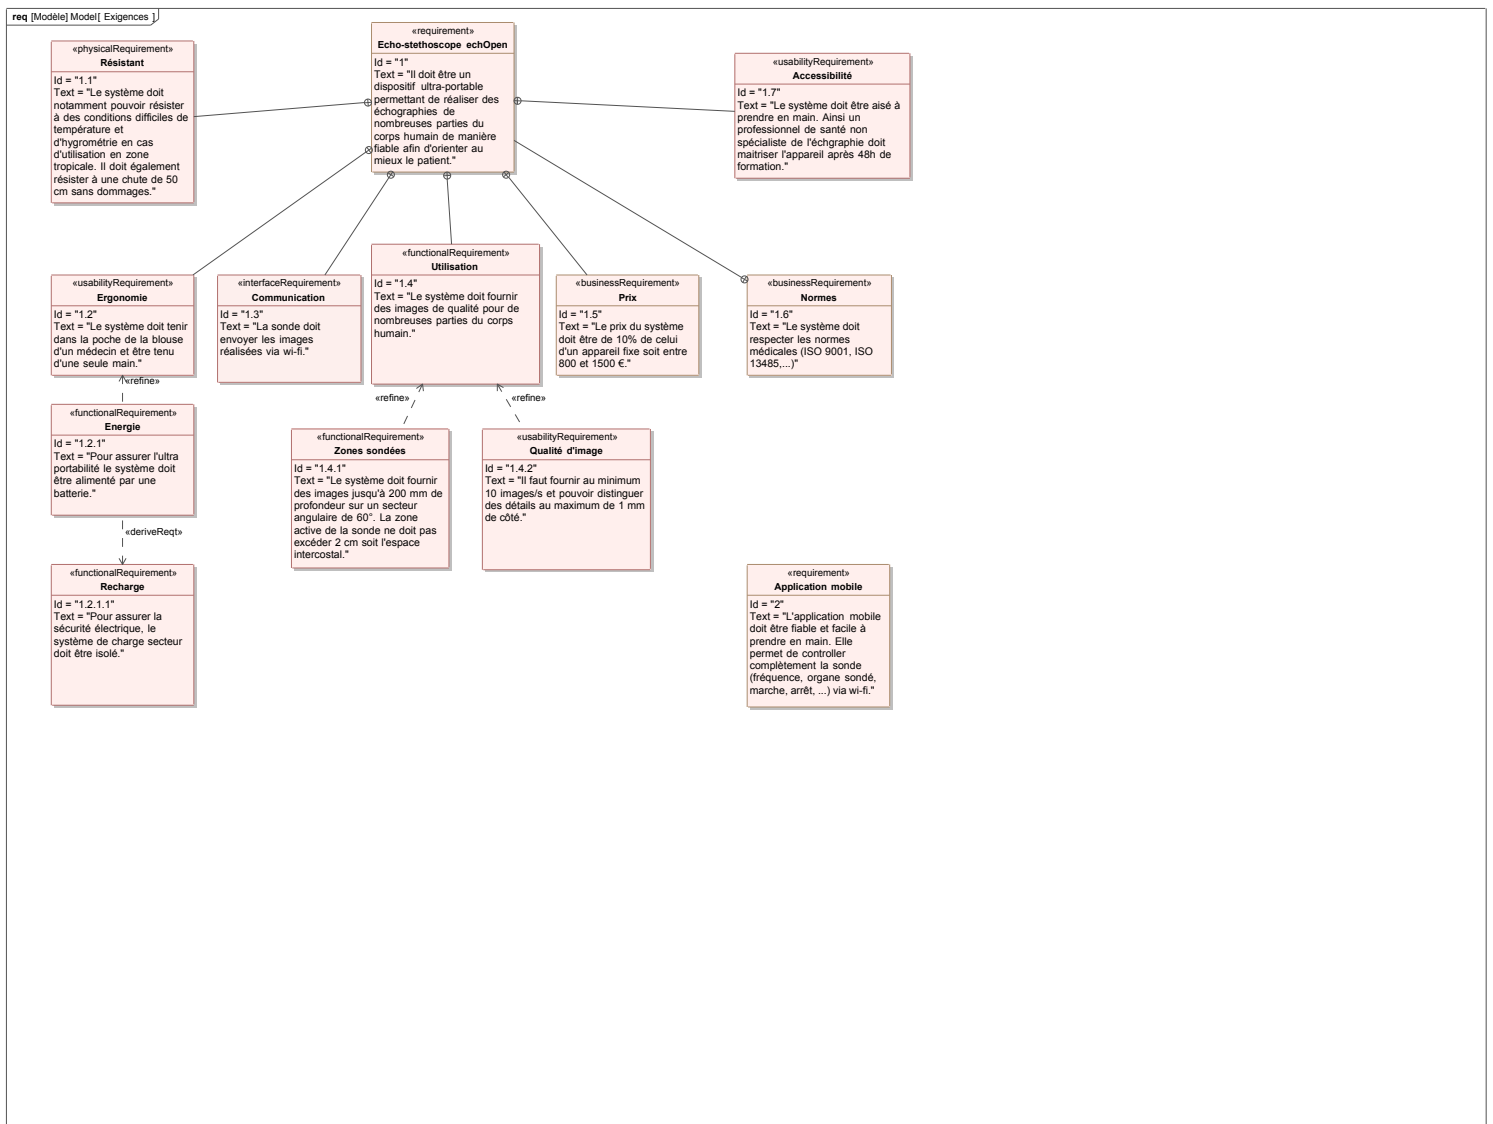 req [Modèle] Model[ Exigences ]
«physicalRequirement»
Résistant
Id = "1.1"
Text = "Le système doit
notamment pouvoir résister
à des conditions difficiles de
température et
d'hygrométrie en cas
d'utilisation en zone
tropicale. Il doit également
résister à une chute de 50
cm sans dommages."
«requirement»
Echo-stethoscope echOpen
Id = "1"
Text = "Il doit être un
dispositif ultra-portable
permettant de réaliser des
échographies de
nombreuses parties du
corps humain de manière
fiable afin d'orienter au
mieux le patient."
«usabilityRequirement»
Accessibilité
Id = "1.7"
Text = "Le système doit être aisé à
prendre en main. Ainsi un
professionnel de santé non
spécialiste de l'échgraphie doit
maitriser l'appareil après 48h de
formation."
«usabilityRequirement»
Ergonomie
Id = "1.2"
Text = "Le système doit tenir
dans la poche de la blouse
d'un médecin et être tenu
d'une seule main."
«interfaceRequirement»
Communication
Id = "1.3"
Text = "La sonde doit
envoyer les images
réalisées via wi-fi."
«functionalRequirement»
Utilisation
Id = "1.4"
Text = "Le système doit fournir
des images de qualité pour de
nombreuses parties du corps
humain."
«businessRequirement»
Prix
Id = "1.5"
Text = "Le prix du système
doit être de 10% de celui
d'un appareil fixe soit entre
800 et 1500 €."
«businessRequirement»
Normes
Id = "1.6"
Text = "Le système doit
respecter les normes
médicales (ISO 9001, ISO
13485,...)"
«refine»
«refine»
«refine»
«functionalRequirement»
Energie
Id = "1.2.1"
Text = "Pour assurer l'ultra
portabilité le système doit
être alimenté par une
batterie."
«functionalRequirement»
Zones sondées
Id = "1.4.1"
Text = "Le système doit fournir
des images jusqu'à 200 mm de
profondeur sur un secteur
angulaire de 60°. La zone
active de la sonde ne doit pas
excéder 2 cm soit l'espace
intercostal."
«usabilityRequirement»
Qualité d'image
Id = "1.4.2"
Text = "Il faut fournir au minimum
10 images/s et pouvoir distinguer
des détails au maximum de 1 mm
de côté."
«deriveReqt»
«functionalRequirement»
Recharge
Id = "1.2.1.1"
Text = "Pour assurer la
sécurité électrique, le
système de charge secteur
doit être isolé."
«requirement»
Application mobile
Id = "2"
Text = "L'application mobile
doit être fiable et facile à
prendre en main. Elle
permet de controller
complètement la sonde
(fréquence, organe sondé,
marche, arrêt, ...) via wi-fi."